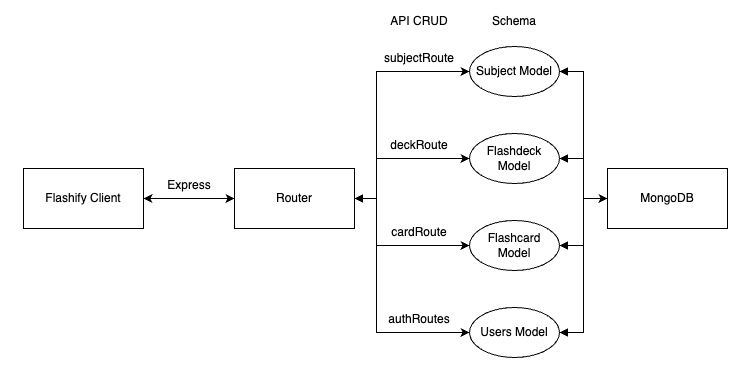 API CRUD
Schema
subjectRoute
Subject Model
deckRoute
Flashdeck
Model
Flashify Client
Express
Router
MongoDB
cardRoute
Flashcard
Model
authRoutes
Users Model